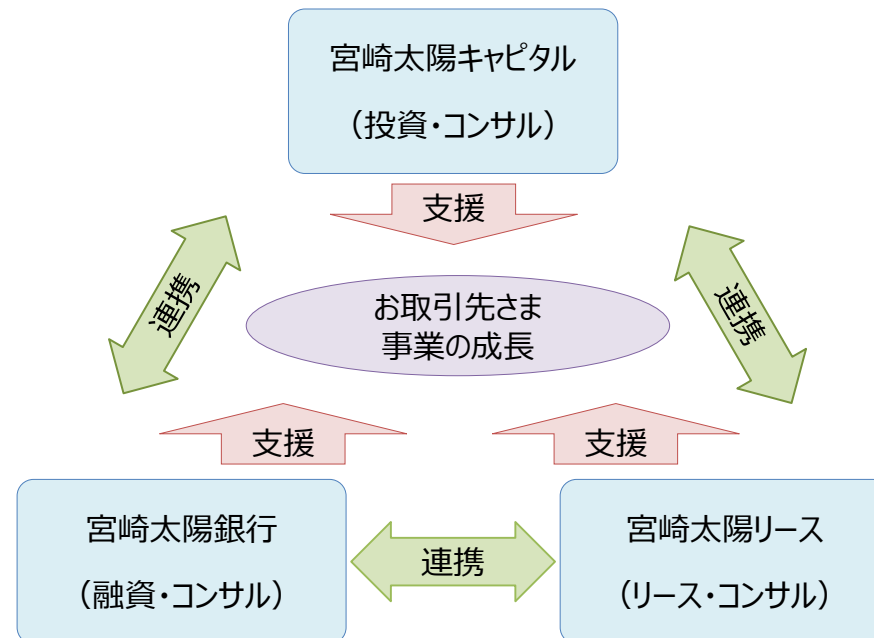 宮崎太陽キャピタル
（投資・コンサル）
支援
連携
連携
お取引先さま
事業の成長
支援
支援
宮崎太陽銀行
（融資・コンサル）
連携
宮崎太陽リース
（リース・コンサル）